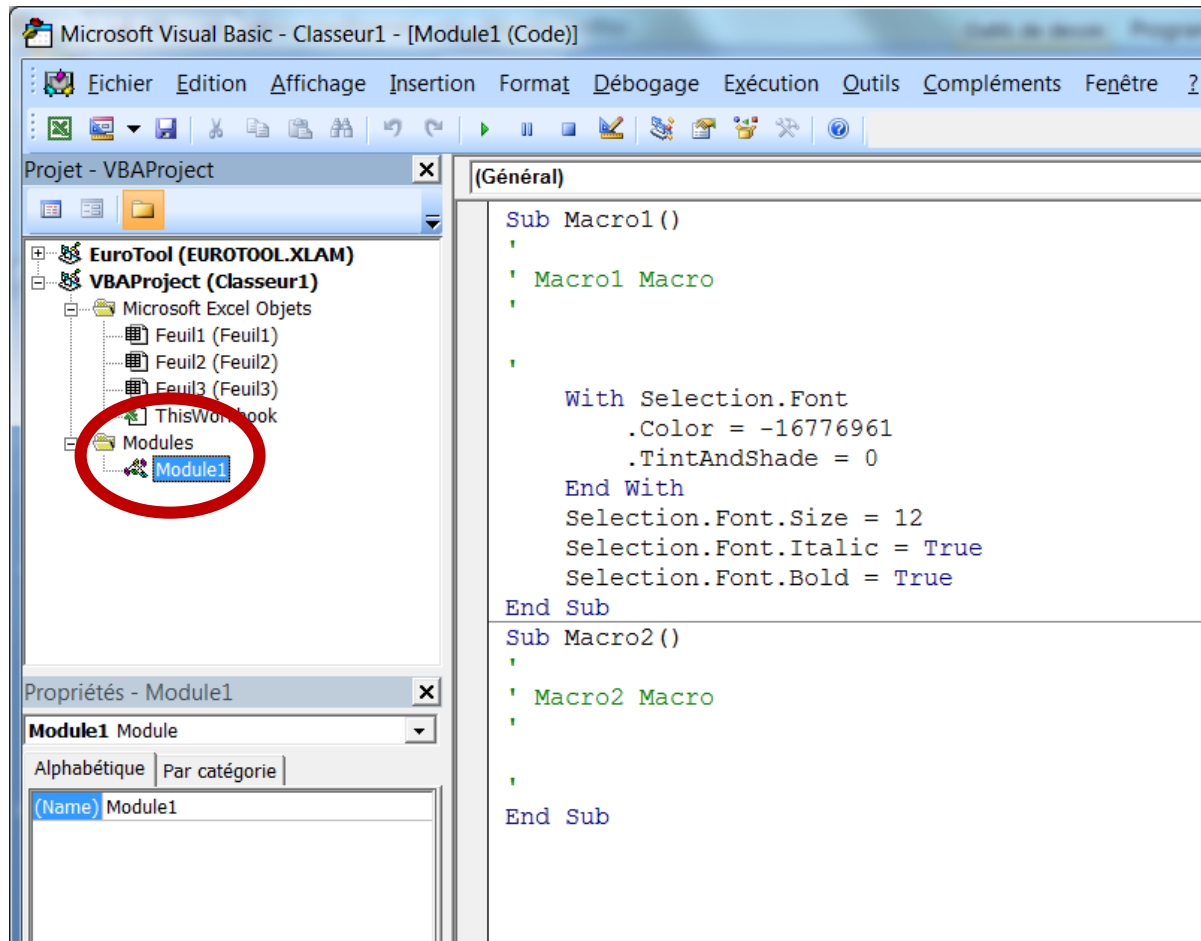 Microsoft Visual Basic - Classeur1 - [Module1 (Code)]
Fichier Edition Affichage Insertion Format Débogage Exécution Outils Compléments Fenêtre ?
Projet - VBAProject
(Général)
EuroTool (EUROTOOL.XLAM)
VBAProject (Classeur1)
Microsoft Excel Objets
Feuil1 (Feuil1)
Feuil2 (Feuil2)
Feuil3 (Feuil3)
ThisWorkbook
Modules
Module1
Propriétés - Module1
Module1 Module
Alphabétique Par catégorie
(Name) Module1
Sub Macro1()
'
' Macro1 Macro
'
'
With Selection.Font
.Color = -16776961
.TintAndShade = 0
End With
Selection.Font.Size = 12
Selection.Font.Italic = True
Selection.Font.Bold = True
End Sub
Sub Macro2()
'
' Macro2 Macro
'
'
End Sub